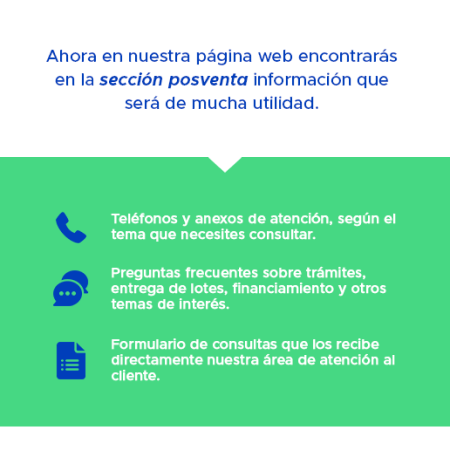 Ahora en nuestra página web encontrarás
en la sección posventa información que
será de mucha utilidad.
Teléfonos y anexos de atención, según el
tema que necesites consultar.
Preguntas frecuentes sobre trámites,
entrega de lotes, financiamiento y otros
temas de interés.
Formulario de consultas que los recibe
directamente nuestra área de atención al
cliente.